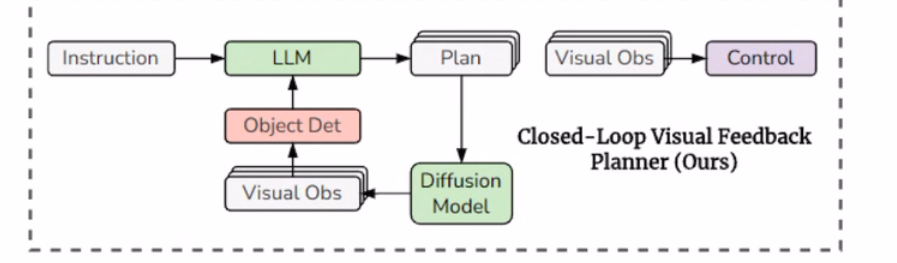 Instruction
LLM
Plan
Visual Obs
Control
Object Det
Closed-Loop Visual Feedback
Planner (Ours)
Visual Obs
Diffusion
Model